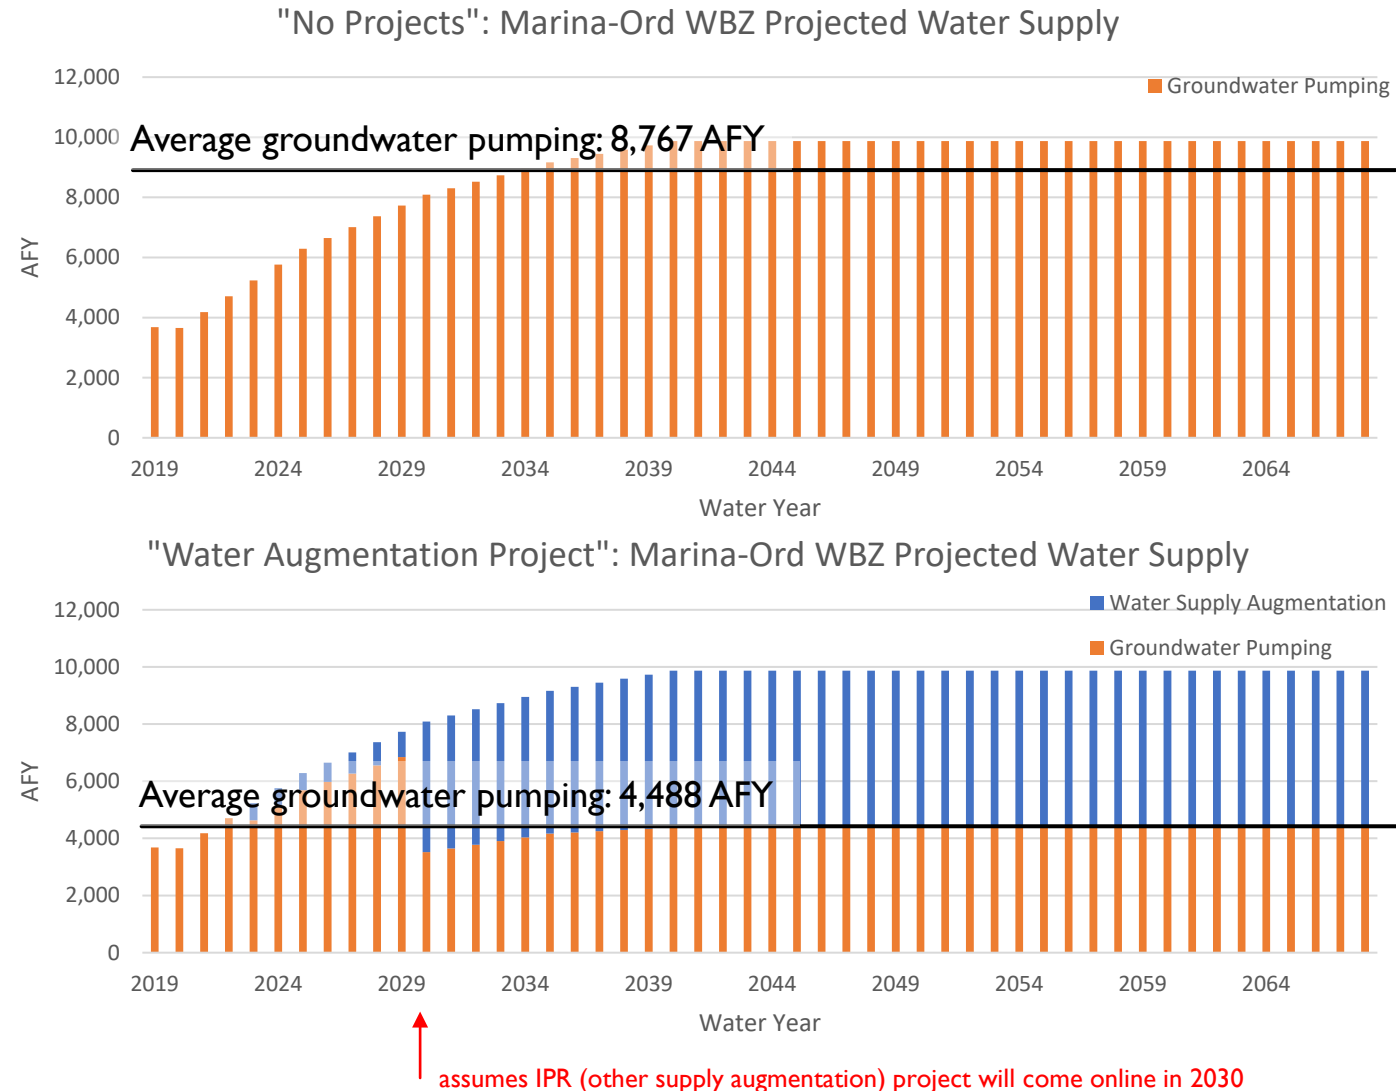 "No Projects": Marina-Ord WBZ Projected Water Supply
12,000
Groundwater Pumping
10,000
Average groundwater pumping: 8,767 AFY
8,000
6,000
AFY
4,000
2,000
0
2019 2024 2029 2034 2039 2044 2049 2054 2059 2064
Water Year
"Water Augmentation Project": Marina-Ord WBZ Projected Water Supply
12,000
Water Supply Augmentation
10,000
Groundwater Pumping
8,000
6,000
AFY
Average groundwater pumping: 4,488 AFY
4,000
2,000
0
2019 2024 2029 2034 2039 2044 2049 2054 2059 2064
Water Year
assumes IPR (other supply augmentation) project will come online in 2030